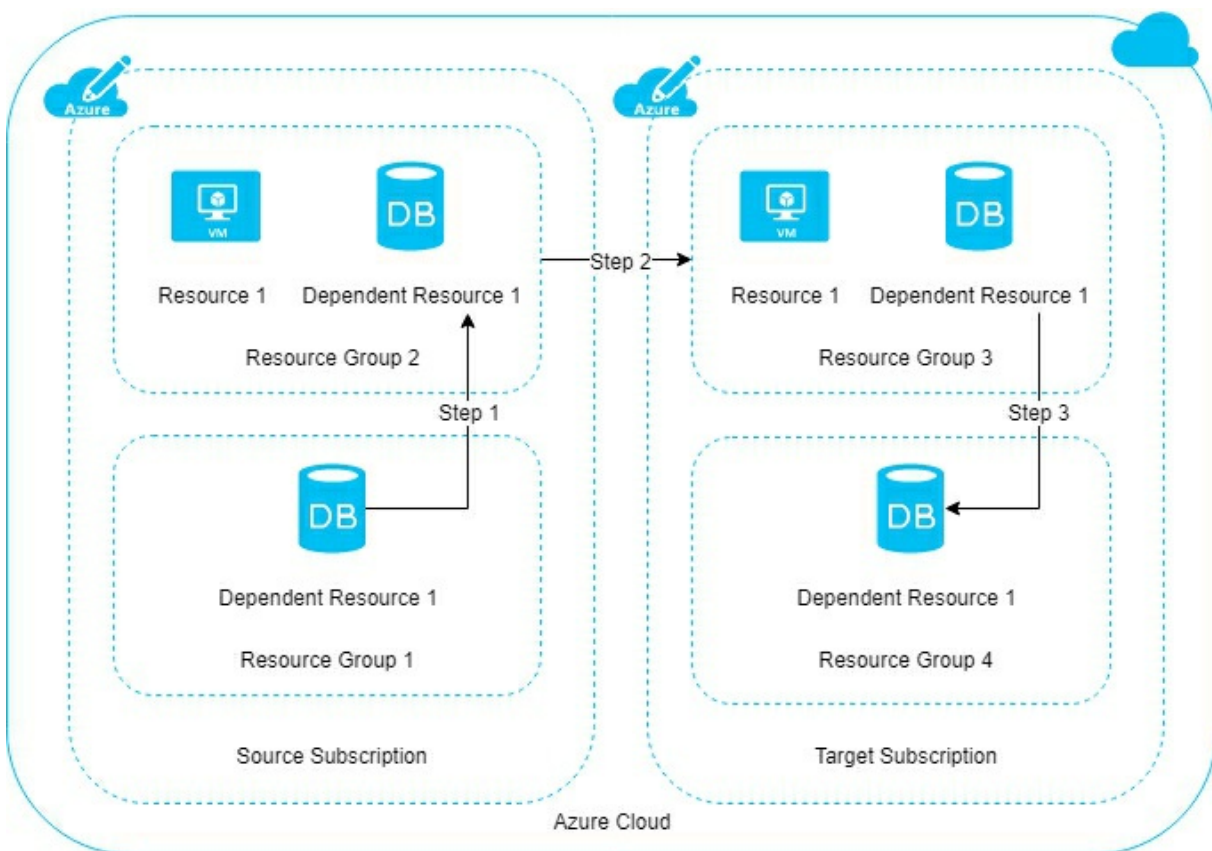 Azure
Azure
VM
DB
VM
DB
Step 2
Resource 1
Dependent Resource 1
Resource 1
Dependent Resource 1
Resource Group 2
Resource Group 3
Step 1
Step 3
DB
DB
Dependent Resource 1
Dependent Resource 1
Resource Group 1
Resource Group 4
Source Subscription
Target Subscription
Azure Cloud